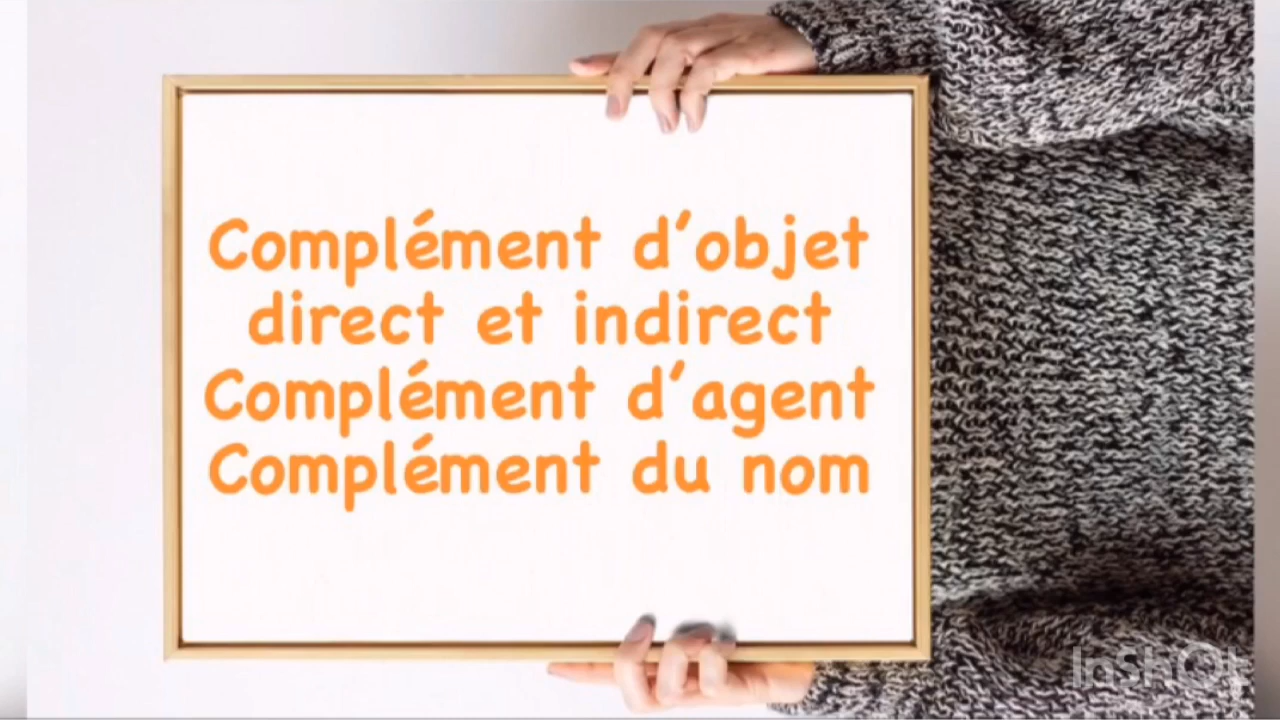 Complément d'objet
direct et indirect
Complément d'agent
Complément du nom
InShOt